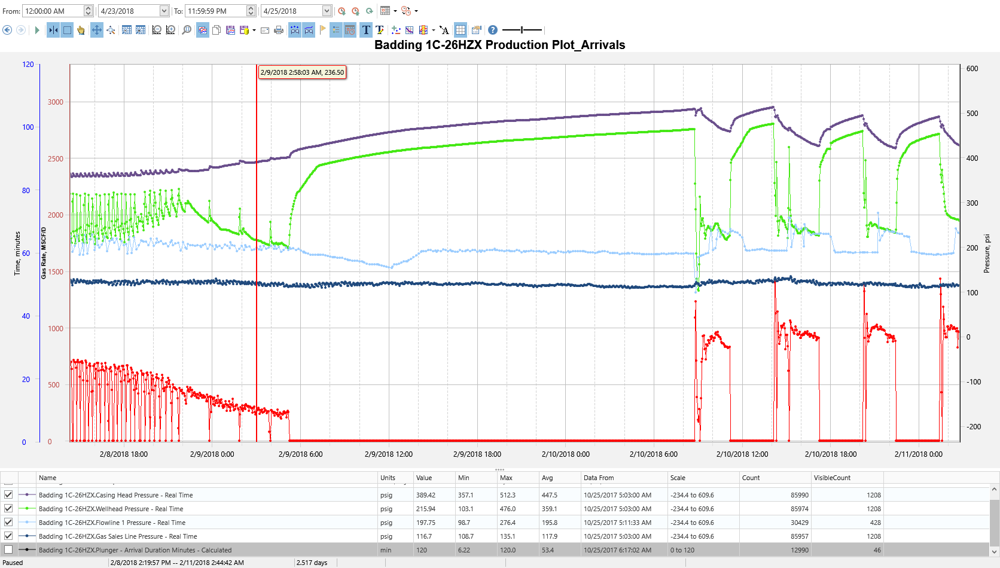 From: 12:00:00 AM 4/23/2018 To: 11:59:59 PM 4/25/2018
Badding 1C-26HZX Production Plot_Arrivals
2/9/2018 2:58:03 AM, 236.50
Time, minutes
120
100
80
60
40
20
0
Gas Rate, MSCF/D
3000
2500
2000
1500
1000
500
0
600
500
400
300
200
100
0
-100
-200
Pressure, psi
2/8/2018 18:00 2/9/2018 0:00 2/9/2018 6:00 2/9/2018 12:00 2/9/2018 18:00 2/10/2018 0:00 2/10/2018 6:00 2/10/2018 12:00 2/10/2018 18:00 2/11/2018 0:00
Name Units Value Min Max Avg Data From Scale Count VisibleCount
Badding 1C-26HZX.Casing Head Pressure - Real Time psig 389.42 357.1 512.3 447.5 10/25/2017 5:03:00 AM -234.4 to 609.6 85990 1208
Badding 1C-26HZX.Wellhead Pressure - Real Time psig 215.94 103.1 476.0 359.1 10/25/2017 5:03:00 AM -234.4 to 609.6 85974 1208
Badding 1C-26HZX.Flowline 1 Pressure - Real Time psig 197.75 98.7 276.4 195.8 10/25/2017 5:11:33 AM -234.4 to 609.6 30429 428
Badding 1C-26HZX.Gas Sales Line Pressure - Real Time psig 116.7 108.7 135.1 117.9 10/25/2017 5:03:00 AM -234.4 to 609.6 85957 1208
Badding 1C-26HZX.Plunger - Arrival Duration Minutes - Calculated min 120 6.22 120.0 53.4 10/25/2017 6:17:02 AM 0 to 120 12990 46
Paused 2/8/2018 2:19:57 PM -- 2/11/2018 2:44:42 AM 2.517 days